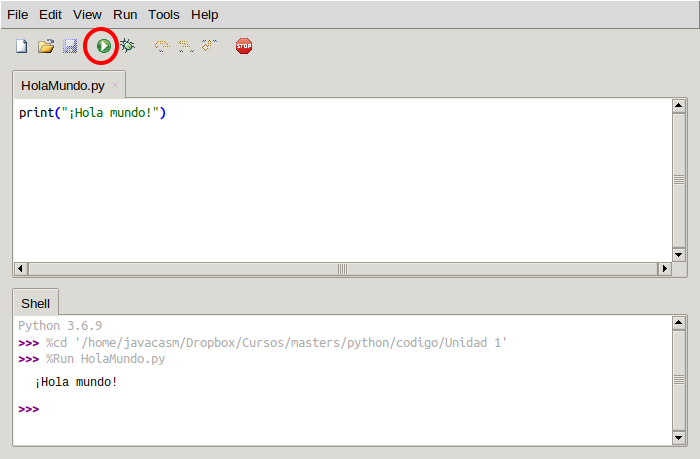 File Edit View Run Tools Help
STOP
HolaMundo.py
print("¡Hola mundo!")
Shell
Python 3.6.9
>>> %cd '/home/javacasm/Dropbox/Cursos/masters/python/codigo/Unidad 1'
>>> %Run HolaMundo.py
¡Hola mundo!
>>>